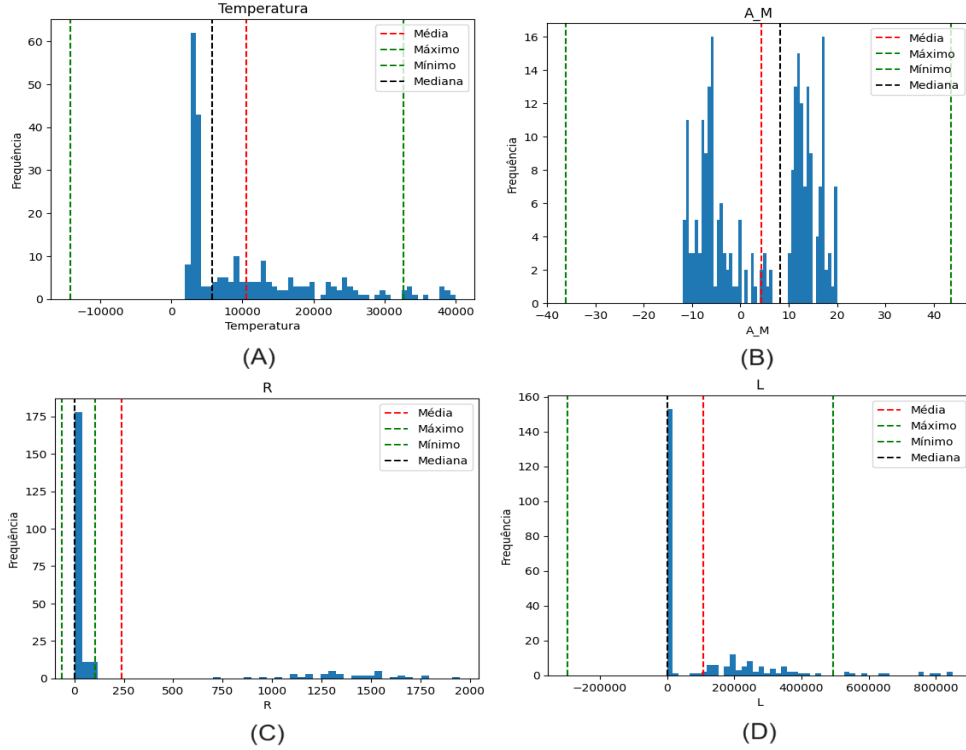 Temperatura
60
50
40
30
20
10
0
Frequência
Média
Máximo
Mínimo
Mediana
−10000 0 10000 20000 30000 40000
Temperatura
(A)
A_M
16
14
12
10
8
6
4
2
0
Frequência
Média
Máximo
Mínimo
Mediana
−40 −30 −20 −10 0 10 20 30 40
A_M
(B)
R
175
150
125
100
75
50
25
0
Frequência
Média
Máximo
Mínimo
Mediana
0 250 500 750 1000 1250 1500 1750 2000
R
(C)
L
160
140
120
100
80
60
40
20
0
Frequência
Média
Máximo
Mínimo
Mediana
−200000 0 200000 400000 600000 800000
L
(D)